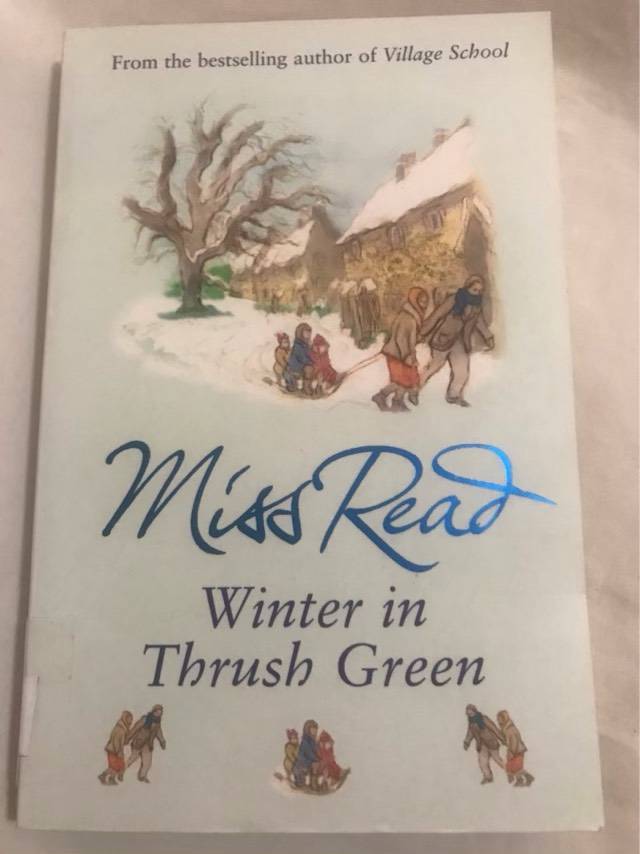 From the bestselling author of Village School
Miss Read
Winter in
Thrush Green